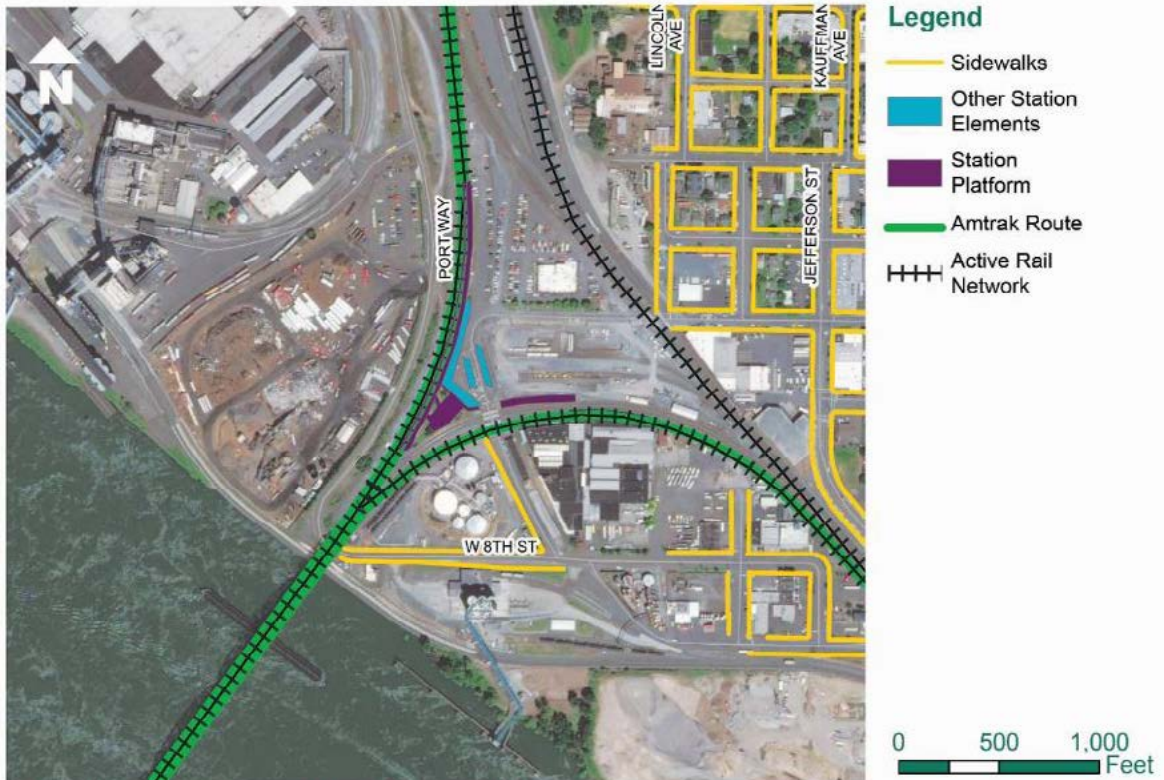 N
LINCOLN
AVE
KAUFFMAN
AVE
PORT WAY
JEFFERSON ST
W 8TH ST
Legend
Sidewalks
Other Station
Elements
Station
Platform
Amtrak Route
Active Rail
Network
0 500 1,000
Feet